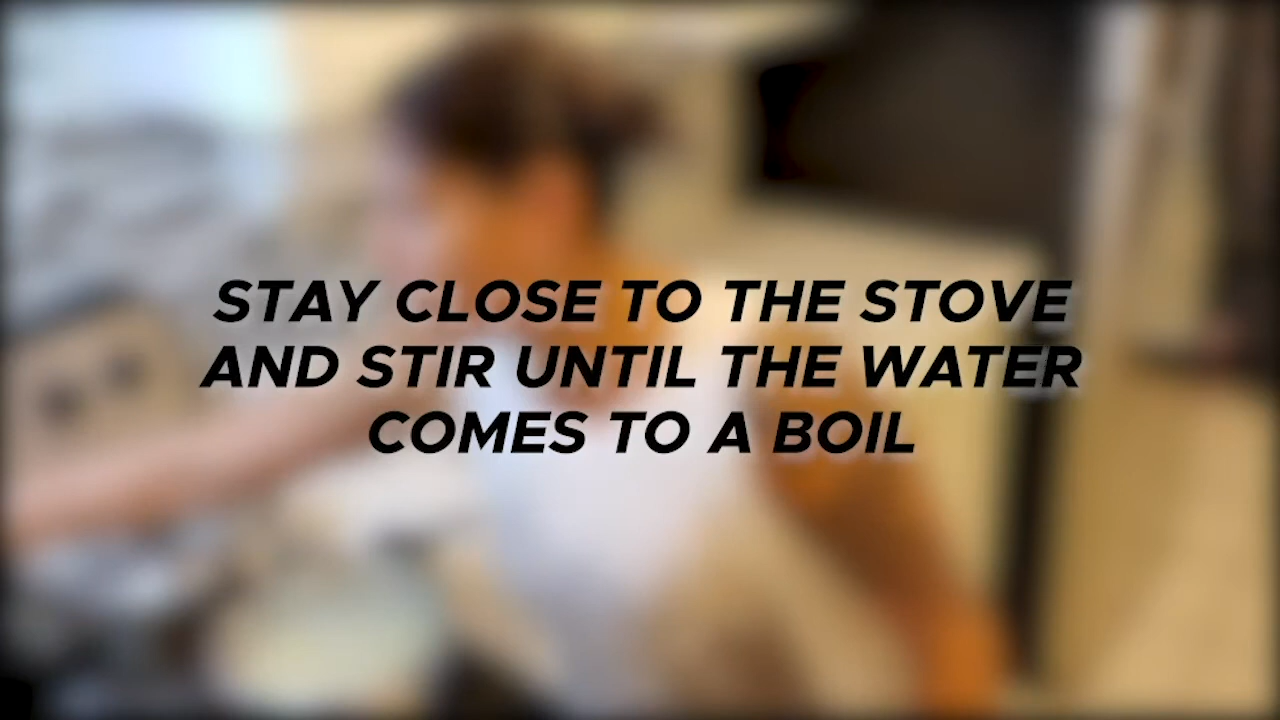 STAY CLOSE TO THE STOVE
AND STIR UNTIL THE WATER
COMES TO A BOIL